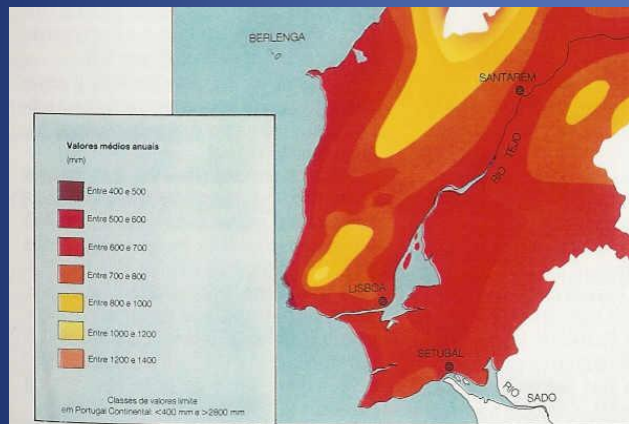 BERLENGA
SANTARÉM
RIO TEJO
Valores médios anuais
(mm)
Entre 400 e 500
Entre 500 e 600
Entre 600 e 700
Entre 700 e 800
Entre 800 e 1000
Entre 1000 e 1200
Entre 1200 e 1400
Classes de valores limite
em Portugal Continental: <400 mm e >2800 mm
LISBOA
SETÚBAL
RIO SADO